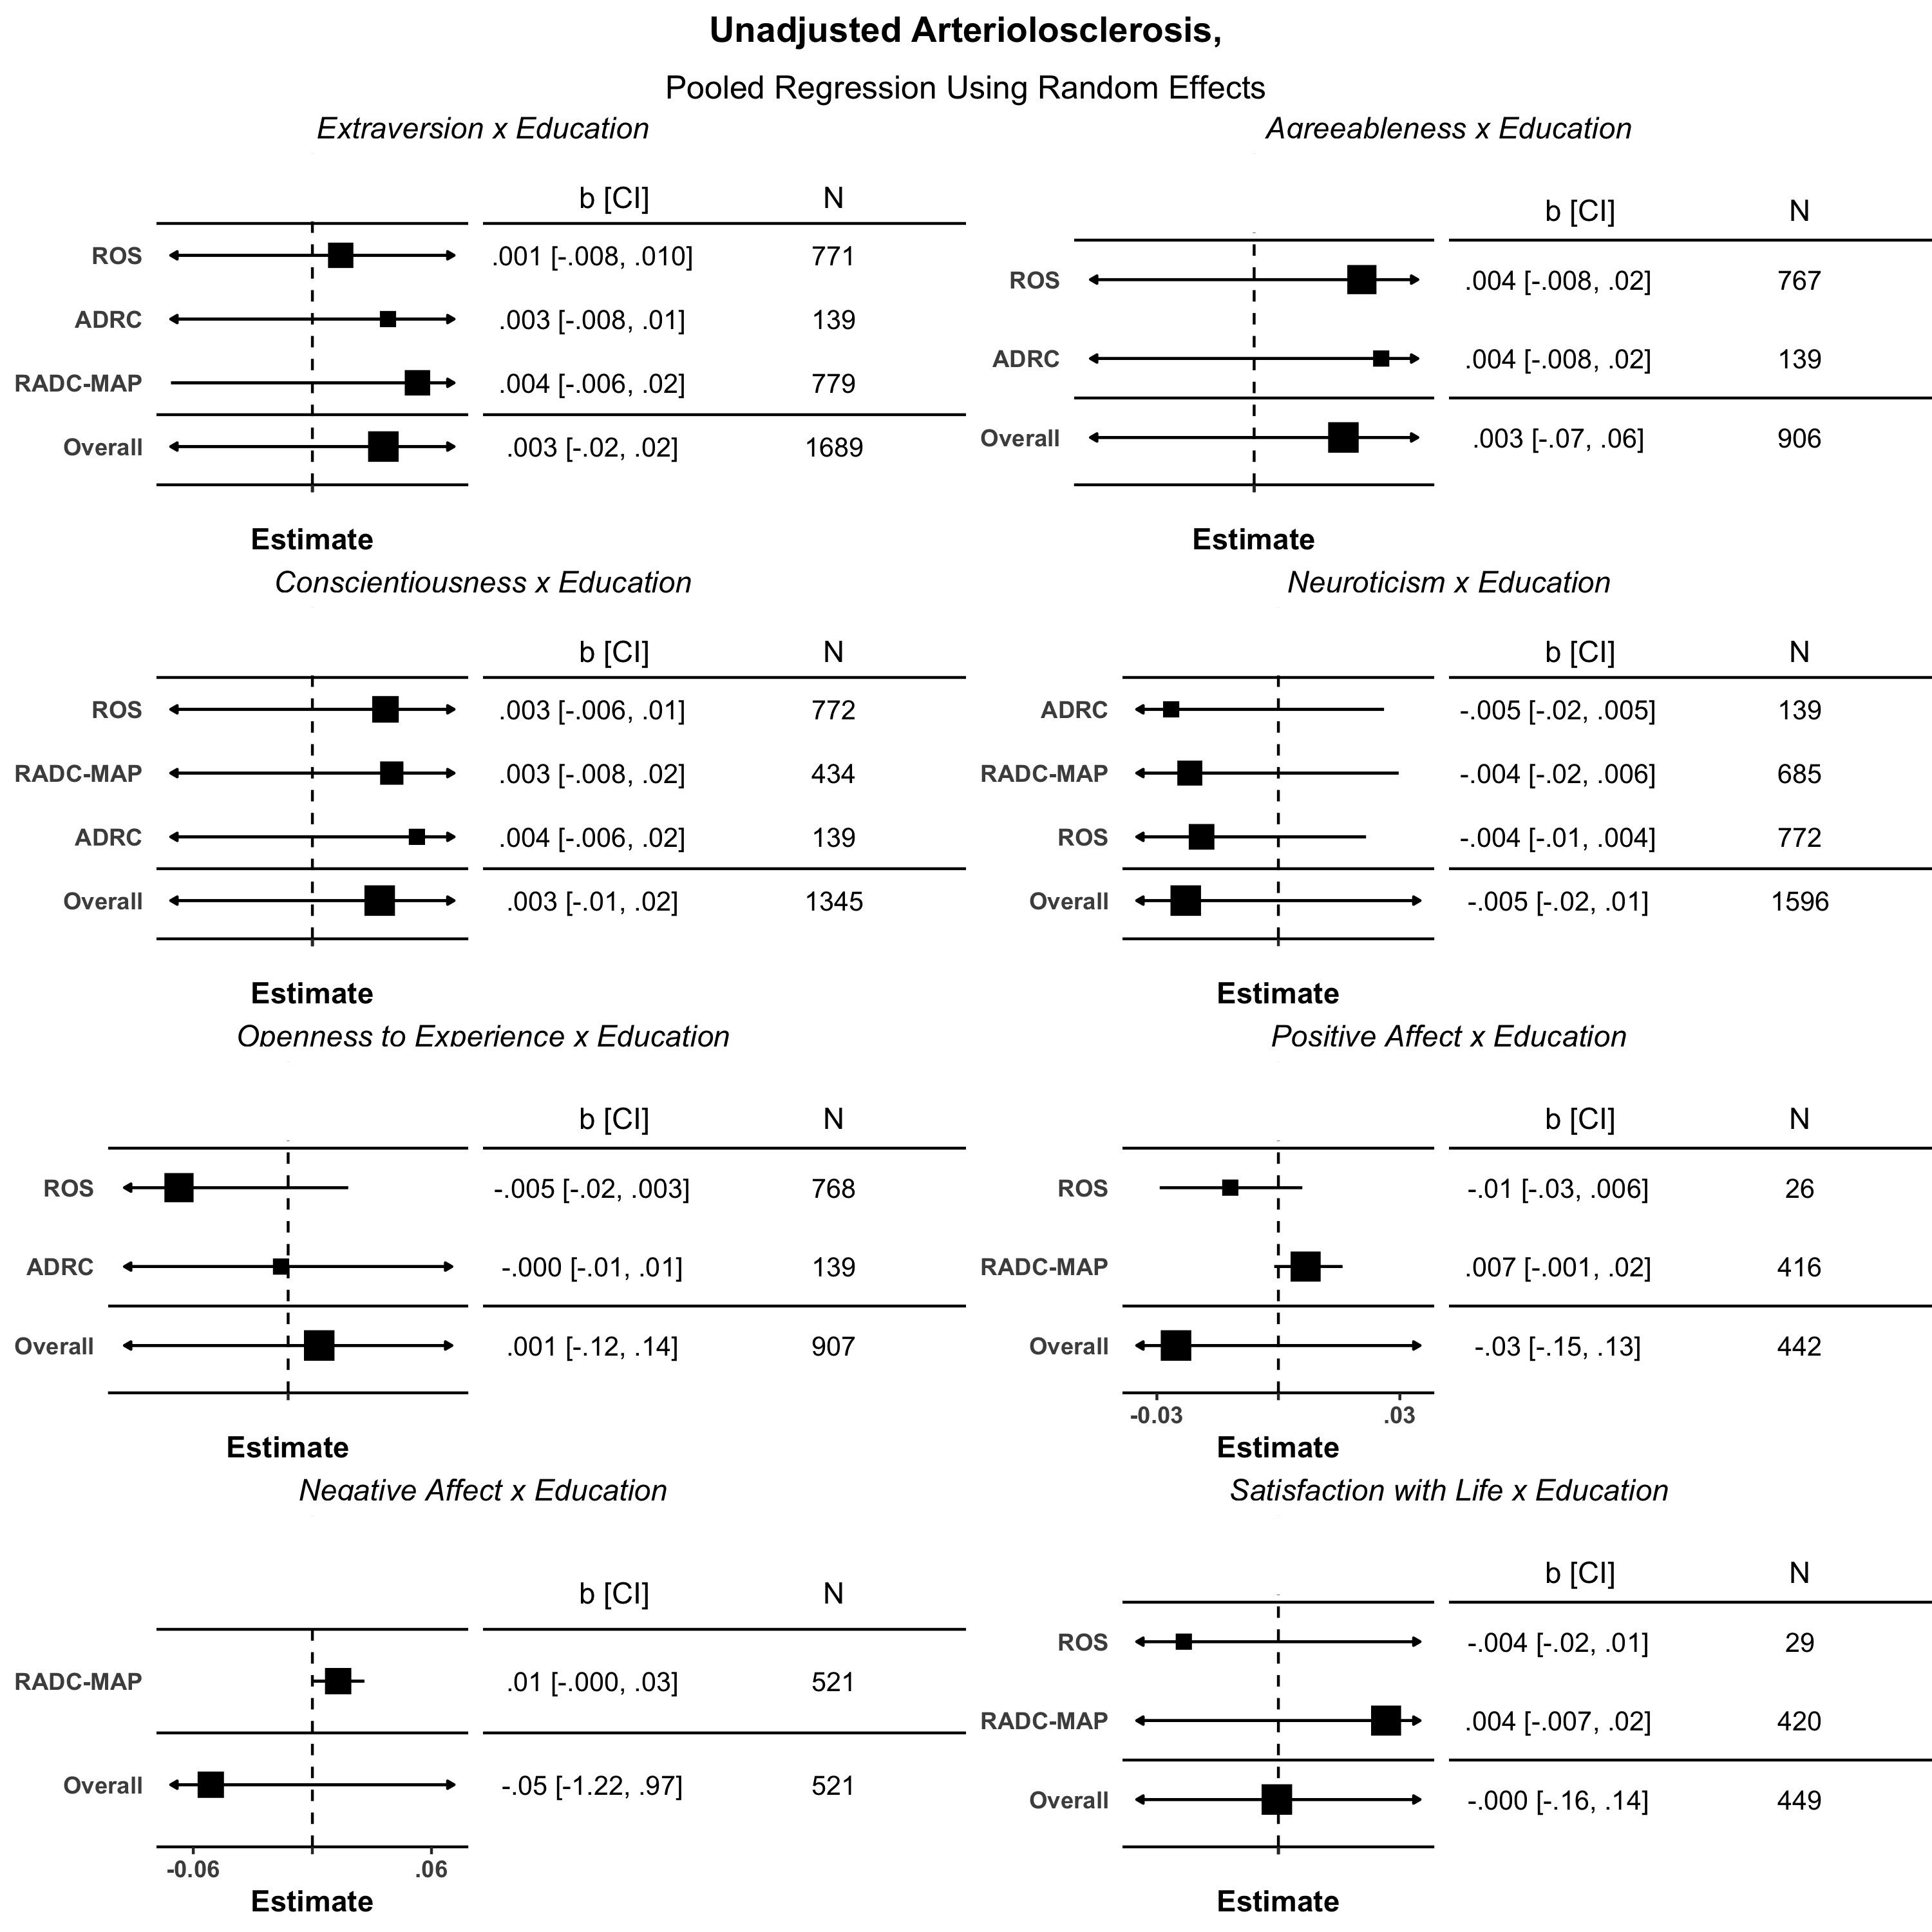 Unadjusted Arteriolosclerosis,
Pooled Regression Using Random Effects
Extraversion x Education
b [CI] N
ROS .001 [-.008, .010] 771
ADRC .003 [-.008, .01] 139
RADC-MAP .004 [-.006, .02] 779
Overall .003 [-.02, .02] 1689
Estimate
Agreeableness x Education
b [CI] N
ROS .004 [-.008, .02] 767
ADRC .004 [-.008, .02] 139
Overall .003 [-.07, .06] 906
Estimate
Conscientiousness x Education
b [CI] N
ROS .003 [-.006, .01] 772
RADC-MAP .003 [-.008, .02] 434
ADRC .004 [-.006, .02] 139
Overall .003 [-.01, .02] 1345
Estimate
Neuroticism x Education
b [CI] N
ADRC -.005 [-.02, .005] 139
RADC-MAP -.004 [-.02, .006] 685
ROS -.004 [-.01, .004] 772
Overall -.005 [-.02, .01] 1596
Estimate
Openness to Experience x Education
b [CI] N
ROS -.005 [-.02, .003] 768
ADRC -.000 [-.01, .01] 139
Overall .001 [-.12, .14] 907
Estimate
Positive Affect x Education
b [CI] N
ROS -.01 [-.03, .006] 26
RADC-MAP .007 [-.001, .02] 416
Overall -.03 [-.15, .13] 442
-0.03 .03
Estimate
Negative Affect x Education
b [CI] N
RADC-MAP .01 [-.000, .03] 521
Overall -.05 [-1.22, .97] 521
-0.06 .06
Estimate
Satisfaction with Life x Education
b [CI] N
ROS -.004 [-.02, .01] 29
RADC-MAP .004 [-.007, .02] 420
Overall -.000 [-.16, .14] 449
Estimate